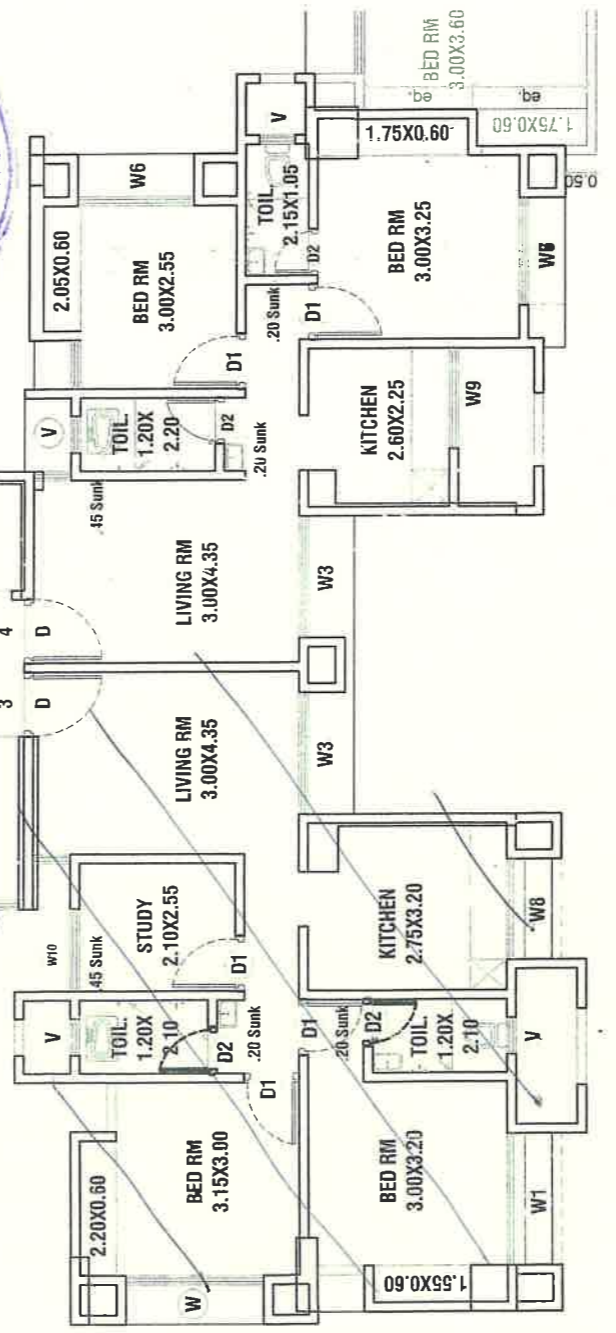 BED RM
3.00X3.60
eq.
eq.
1.75X0.60
0.50
V
1.75X0.60
W6
TOIL.
2.15X1.05
D2
2.05X0.60
BED RM
3.00X2.55
BED RM
3.00X3.25
.20 Sunk
D1
D1
V
TOIL.
1.20X
2.20
D2
.20 Sunk
KITCHEN
2.60X2.25
W9
.45 Sunk
4
D
LIVING RM
3.00X4.35
W3
3
D
LIVING RM
3.00X4.35
W3
W10
.45 Sunk
STUDY
2.10X2.55
D1
KITCHEN
2.75X3.20
W8
V
TOIL.
1.20X
2.10
D2
.20 Sunk
D1
.20 Sunk
D2
TOIL.
1.20X
2.10
V
D1
2.20X0.60
BED RM
3.15X3.00
BED RM
3.00X3.20
W1
W
1.55X0.60